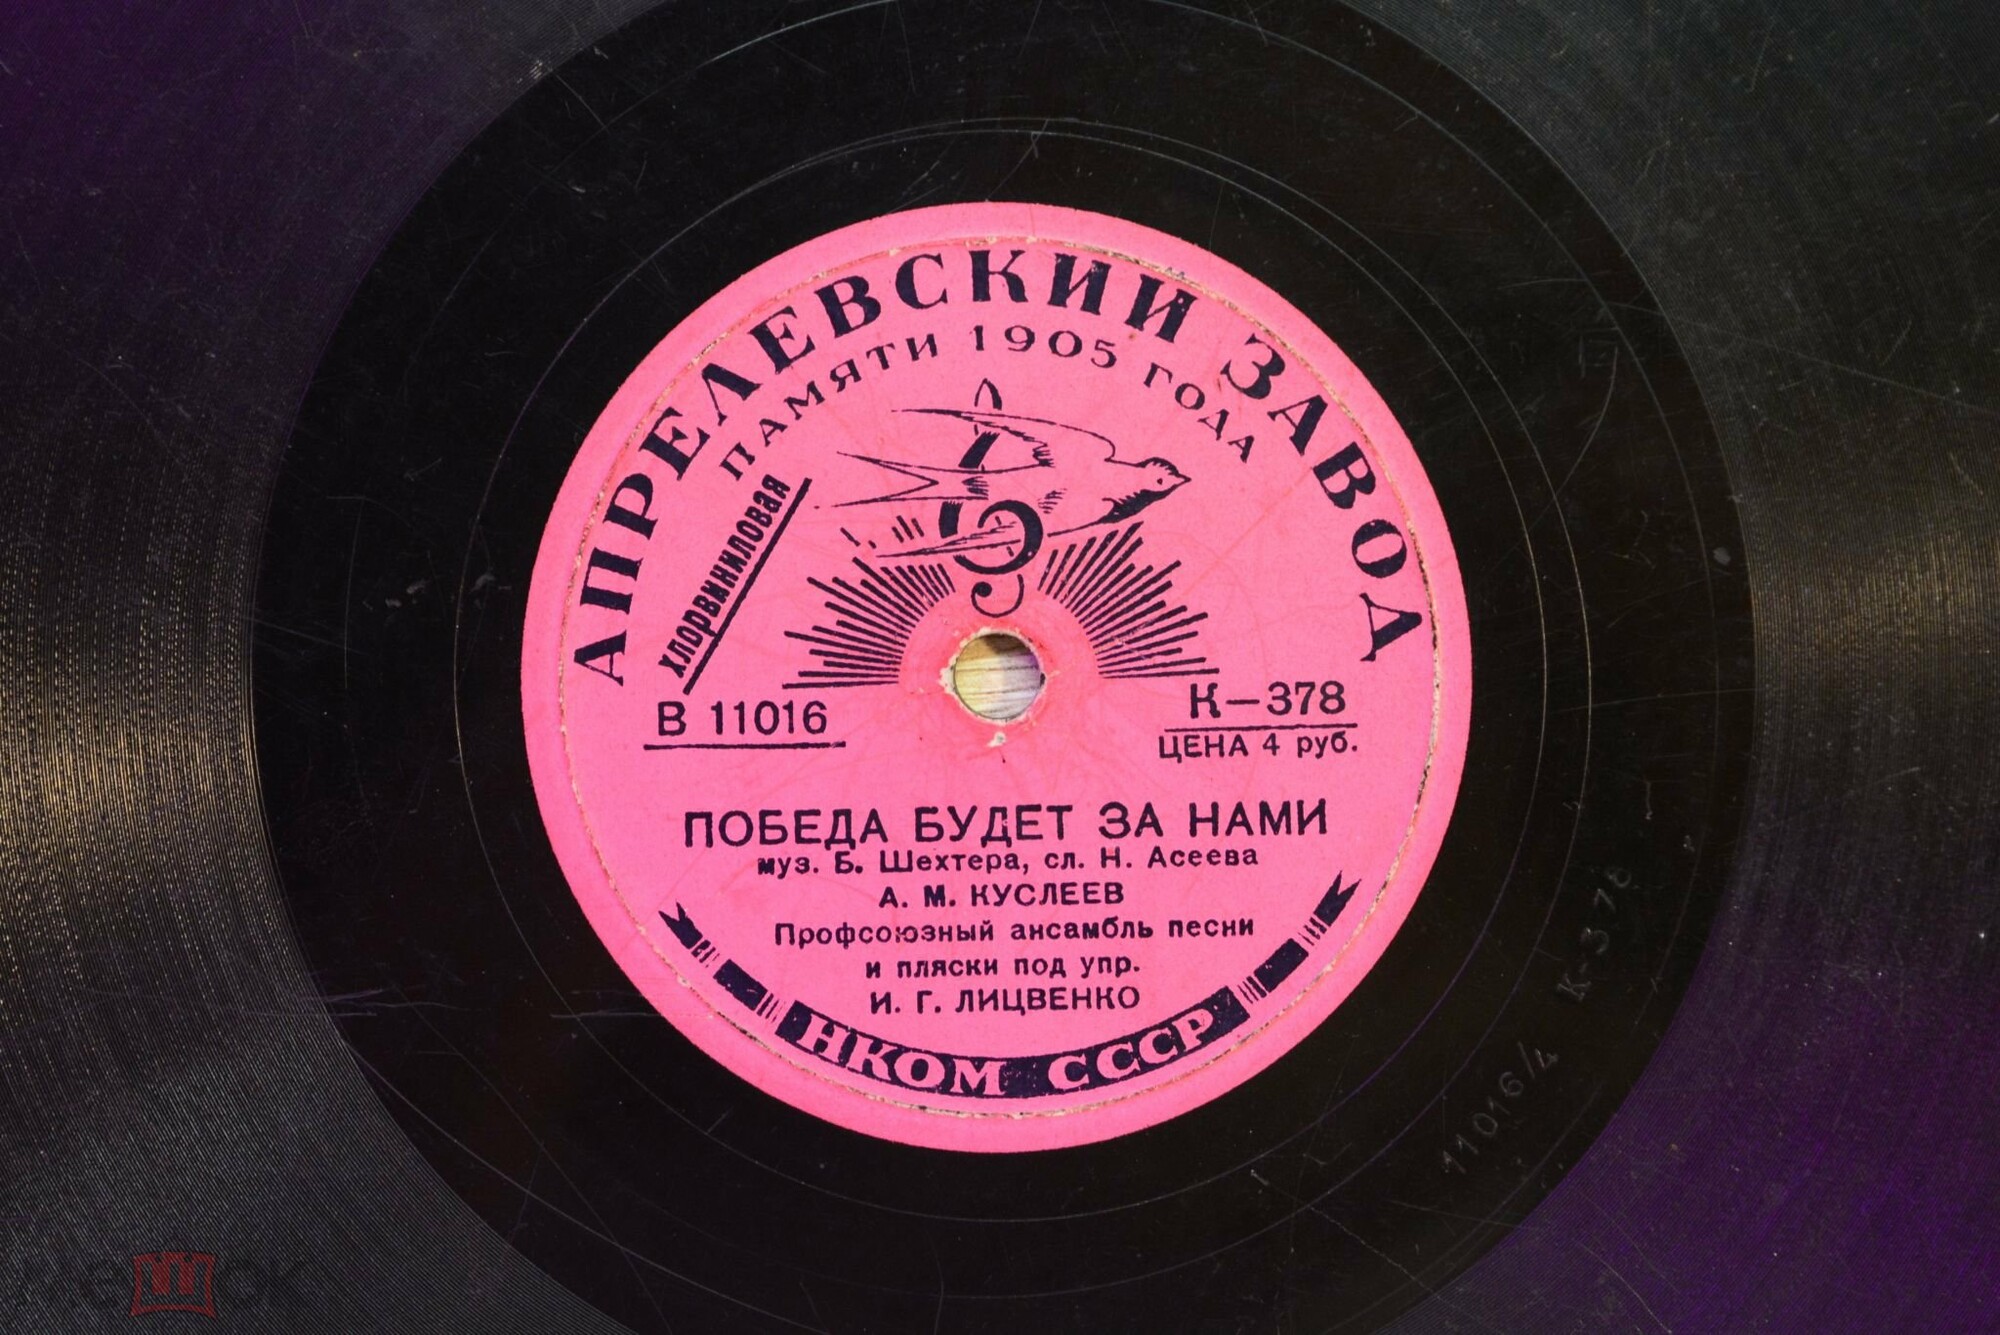 АПРЕЛЕВСКИЙ ЗАВОД
ПАМЯТИ 1905 ГОДА
хлорвиниловая
В 11016
К—378
ЦЕНА 4 руб.
ПОБЕДА БУДЕТ ЗА НАМИ
муз. Б. Шехтера, сл. Н. Асеева
А. М. КУСЛЕЕВ
Профсоюзный ансамбль песни
и пляски под упр.
И. Г. ЛИЦВЕНКО
НКОМ СССР
11016/4 К-378
мешок